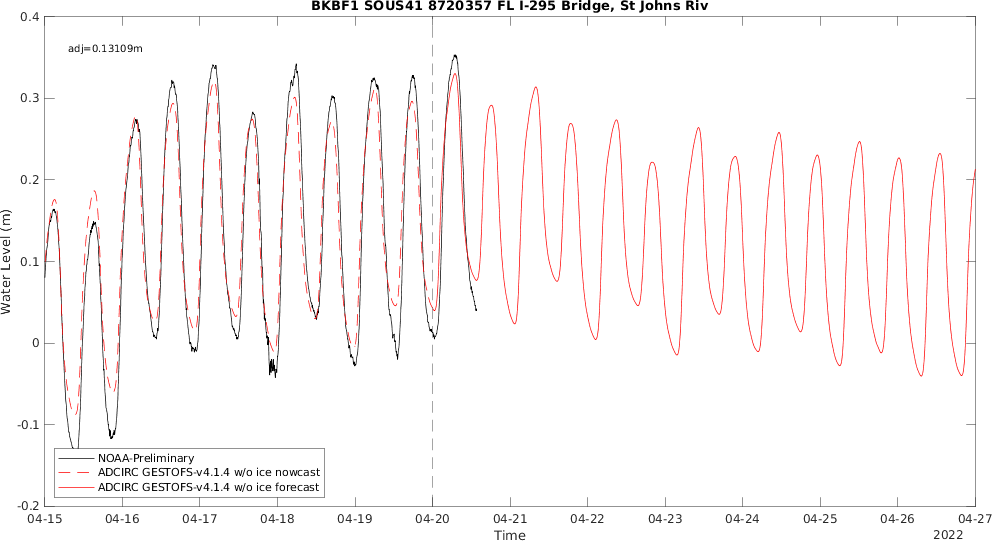 BKBF1 SOUS41 8720357 FL I-295 Bridge, St Johns Riv
adj=0.13109m
0.4
0.3
0.2
0.1
0
-0.1
-0.2
Water Level (m)
NOAA-Preliminary
ADCIRC GESTOFS-v4.1.4 w/o ice nowcast
ADCIRC GESTOFS-v4.1.4 w/o ice forecast
04-15 04-16 04-17 04-18 04-19 04-20 04-21 04-22 04-23 04-24 04-25 04-26 04-27
Time
2022